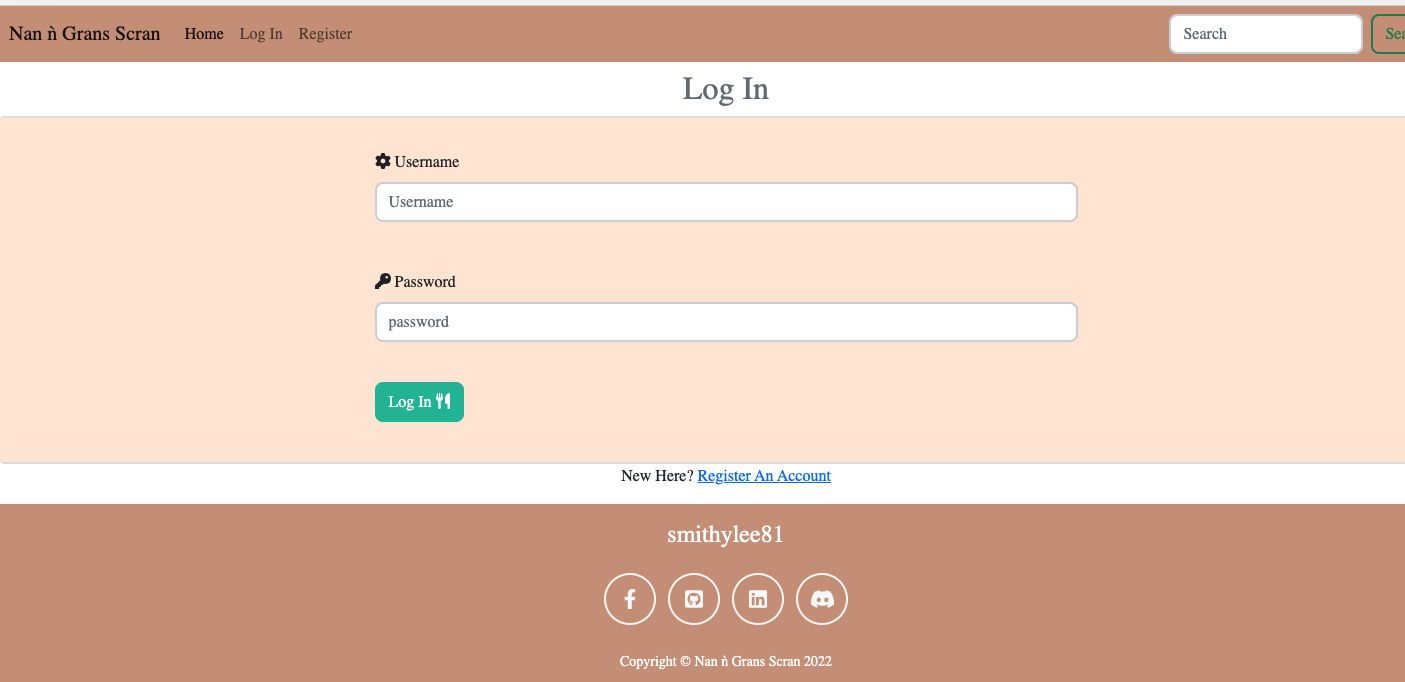 Nan ǹ Grans Scran Home Log In Register Search Sea
Log In
Username
Username
Password
password
Log In
New Here? Register An Account
smithylee81
Copyright © Nan ǹ Grans Scran 2022